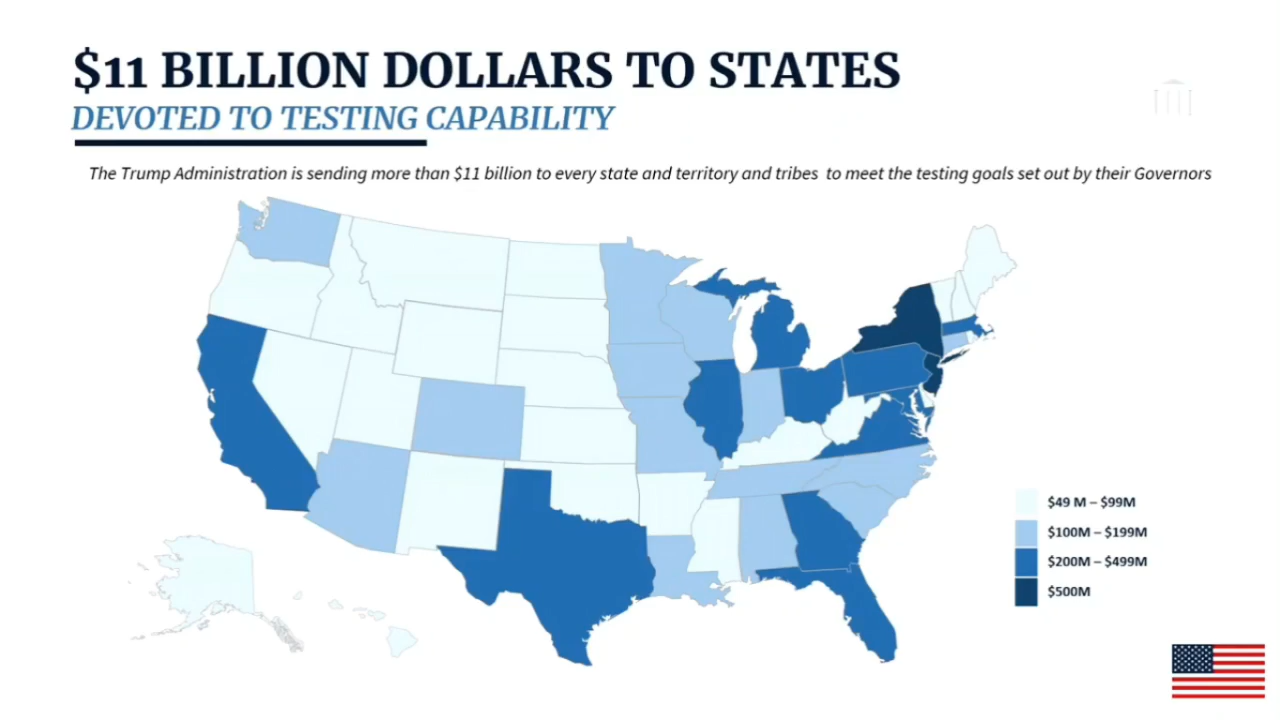 $11 BILLION DOLLARS TO STATES
DEVOTED TO TESTING CAPABILITY
The Trump Administration is sending more than $11 billion to every state and territory and tribes to meet the testing goals set out by their Governors
$49 M – $99M
$100M – $199M
$200M – $499M
$500M